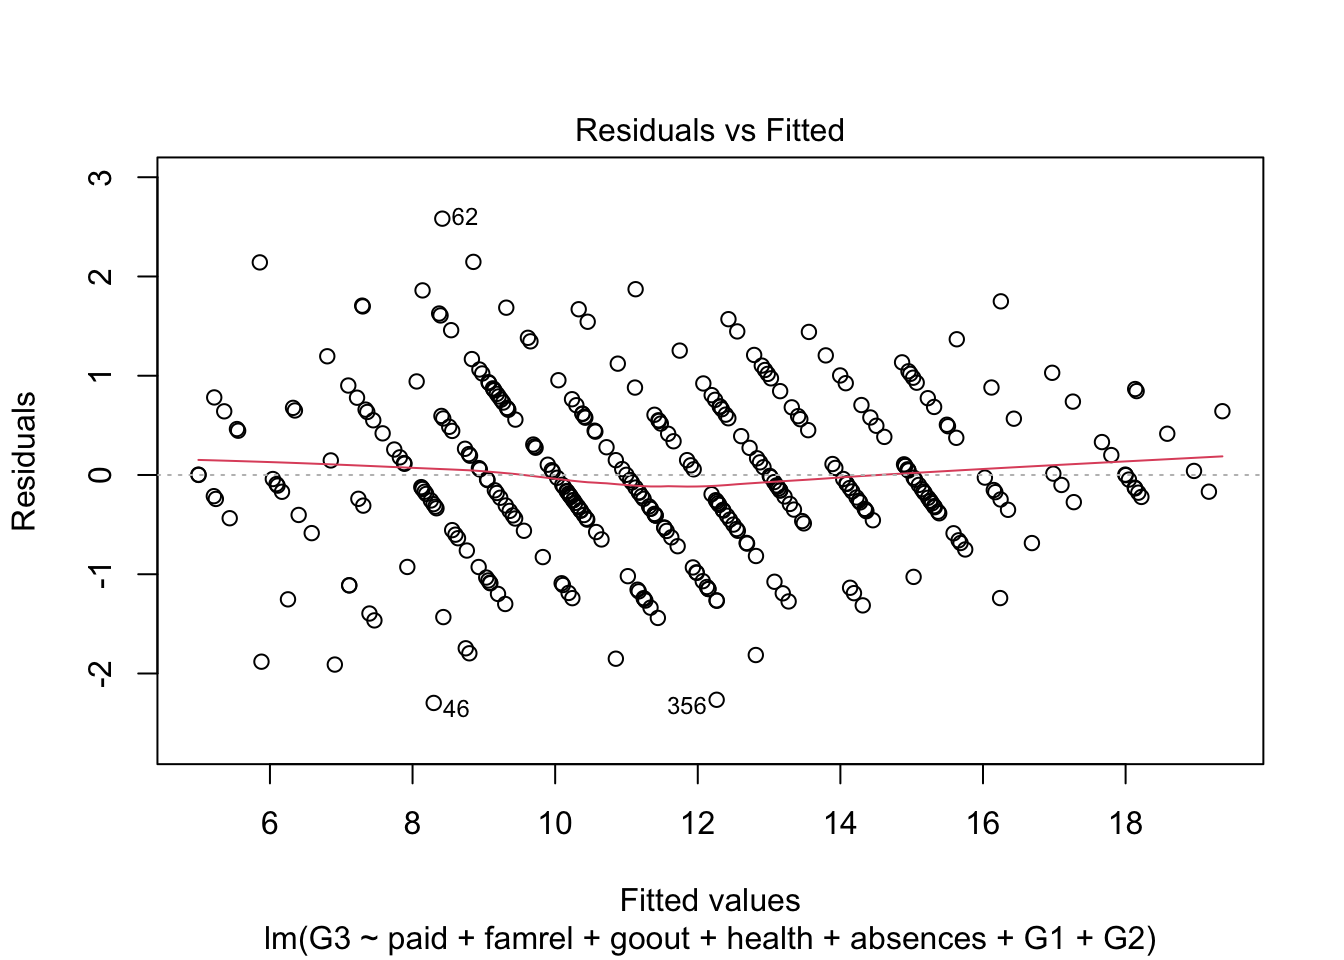 Residuals vs Fitted
Residuals
3
2
1
0
-1
-2
62
46
356
6 8 10 12 14 16 18
Fitted values
lm(G3 ~ paid + famrel + goout + health + absences + G1 + G2)